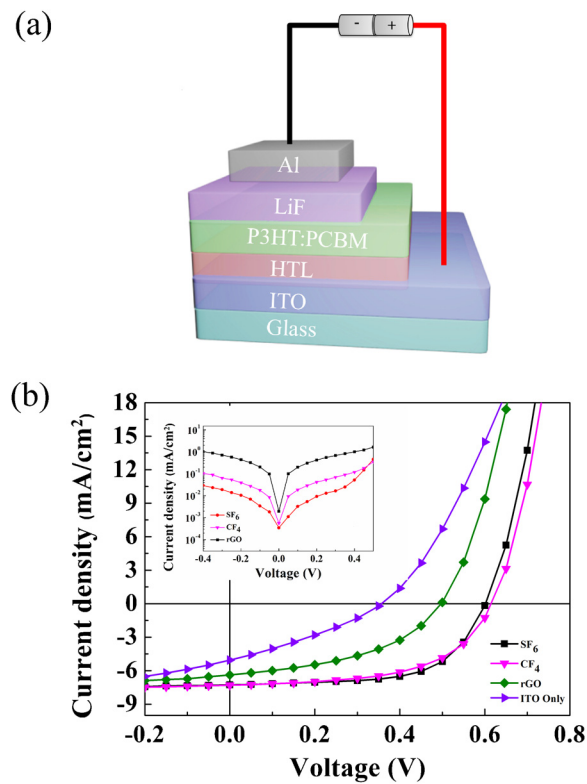 (a)
- +
Al
LiF
P3HT:PCBM
HTL
ITO
Glass
(b)
Current density (mA/cm²)
18
15
12
9
6
3
0
-3
-6
-9
-0.2 0.0 0.2 0.4 0.6 0.8
Voltage (V)
Current density (mA/cm²)
10¹
10⁰
10⁻¹
10⁻²
10⁻³
10⁻⁴
-0.4 -0.2 0.0 0.2 0.4
Voltage (V)
SF₆
CF₄
rGO
SF₆
CF₄
rGO
ITO Only